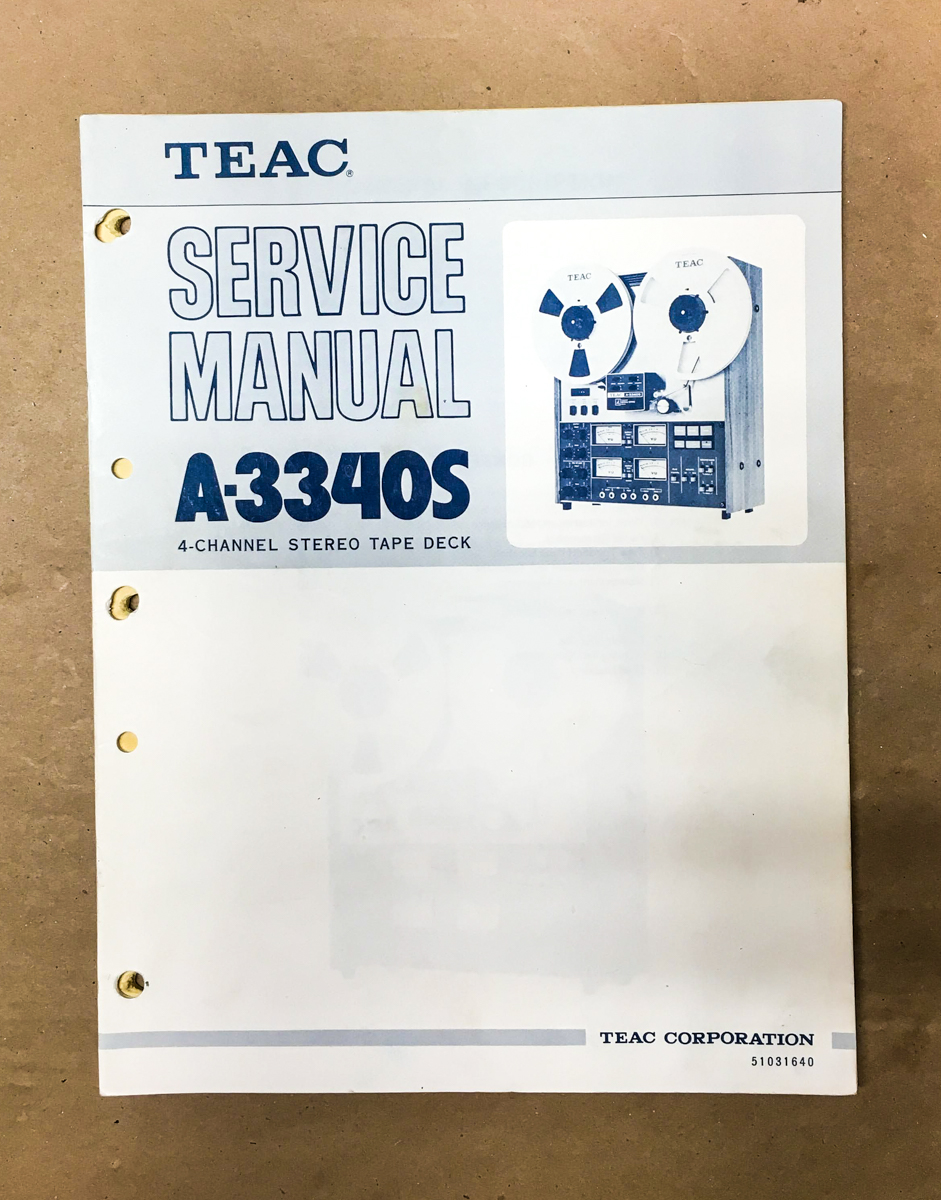 TEAC®
SERVICE
MANUAL
A-3340S
4-CHANNEL STEREO TAPE DECK
TEAC
TEAC
TEAC CORPORATION
51031640